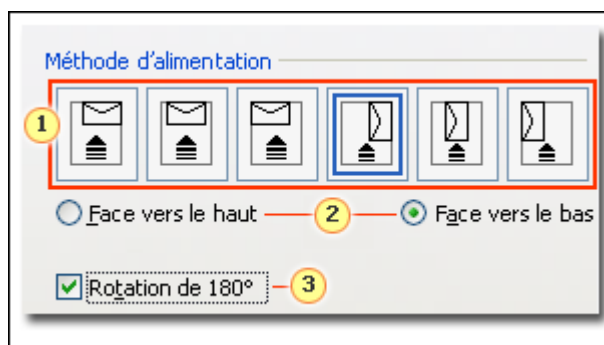 Méthode d'alimentation
1
Face vers le haut 2 Face vers le bas
Rotation de 180° 3